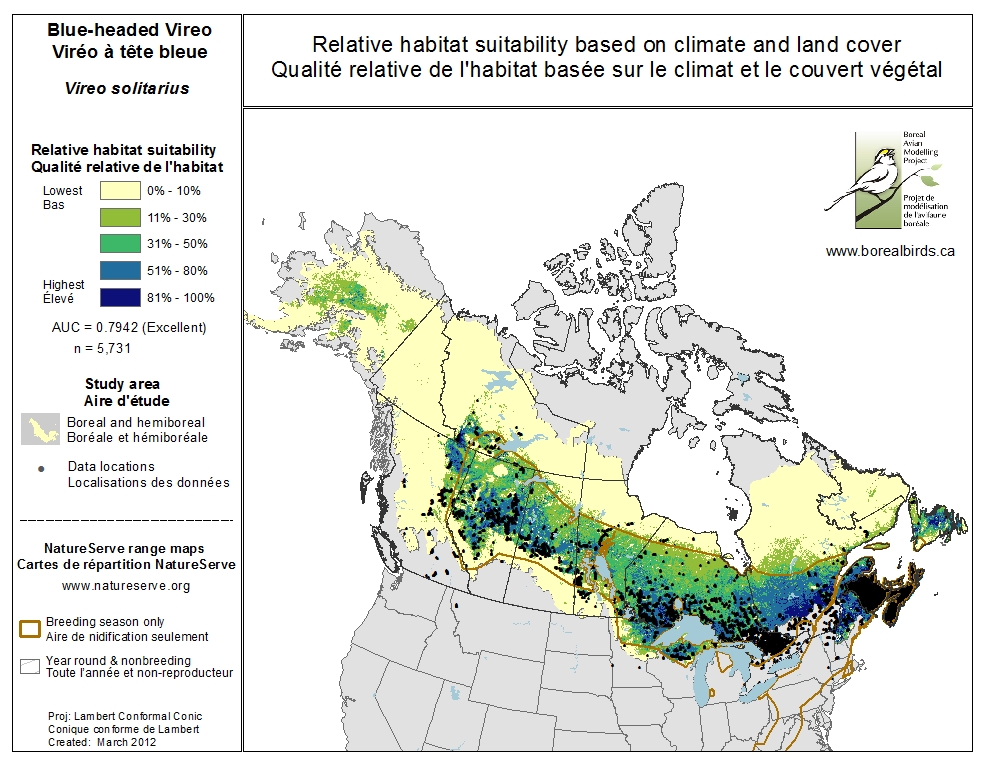 Blue-headed Vireo
Viréo à tête bleue
Vireo solitarius
Relative habitat suitability based on climate and land cover
Qualité relative de l'habitat basée sur le climat et le couvert végétal
Relative habitat suitability
Qualité relative de l'habitat
Lowest
Bas
0% - 10%
11% - 30%
31% - 50%
51% - 80%
Highest
Élevé
81% - 100%
AUC = 0.7942 (Excellent)
n = 5,731
Study area
Aire d'étude
Boreal and hemiboreal
Boréale et hémiboréale
Data locations
Localisations des données
NatureServe range maps
Cartes de répartition NatureServe
www.natureserve.org
Breeding season only
Aire de nidification seulement
Year round & nonbreeding
Toute l'année et non-reproducteur
Proj: Lambert Conformal Conic
Conique conforme de Lambert
Created: March 2012
Boreal
Avian
Modelling
Project
Projet de
modélisation
de l'avifaune
boréale
www.borealbirds.ca